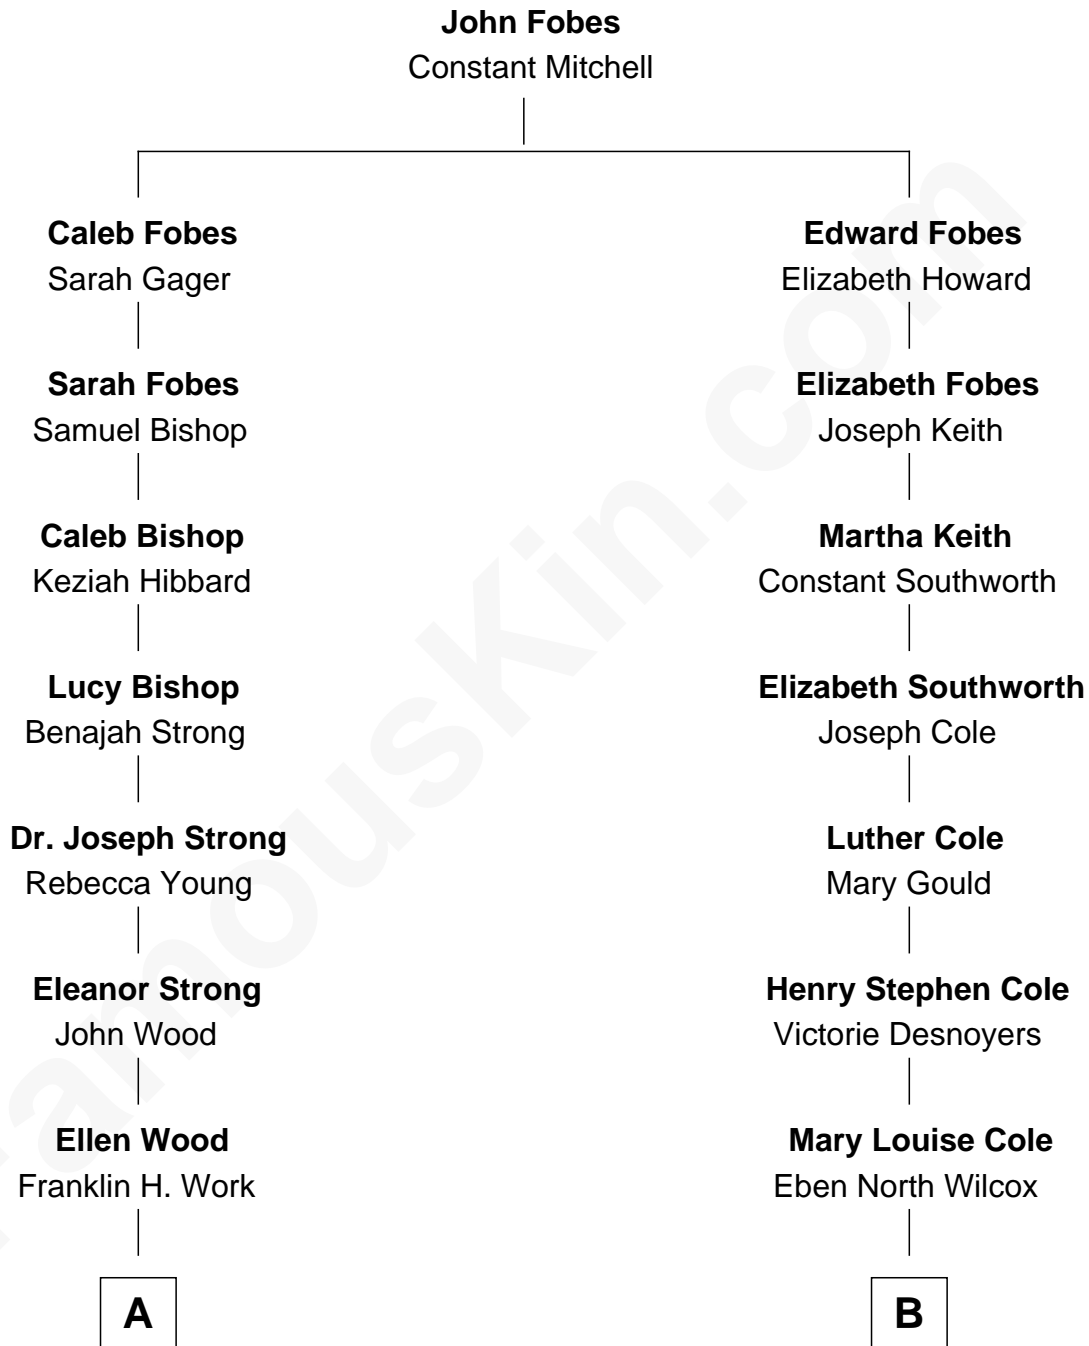 John Fobes
Constant Mitchell
Caleb Fobes
Sarah Gager
Edward Fobes
Elizabeth Howard
Sarah Fobes
Samuel Bishop
Elizabeth Fobes
Joseph Keith
Caleb Bishop
Keziah Hibbard
Martha Keith
Constant Southworth
Lucy Bishop
Benajah Strong
Elizabeth Southworth
Joseph Cole
Dr. Joseph Strong
Rebecca Young
Luther Cole
Mary Gould
Eleanor Strong
John Wood
Henry Stephen Cole
Victorie Desnoyers
Ellen Wood
Franklin H. Work
Mary Louise Cole
Eben North Wilcox
A
B
FamousKin.com